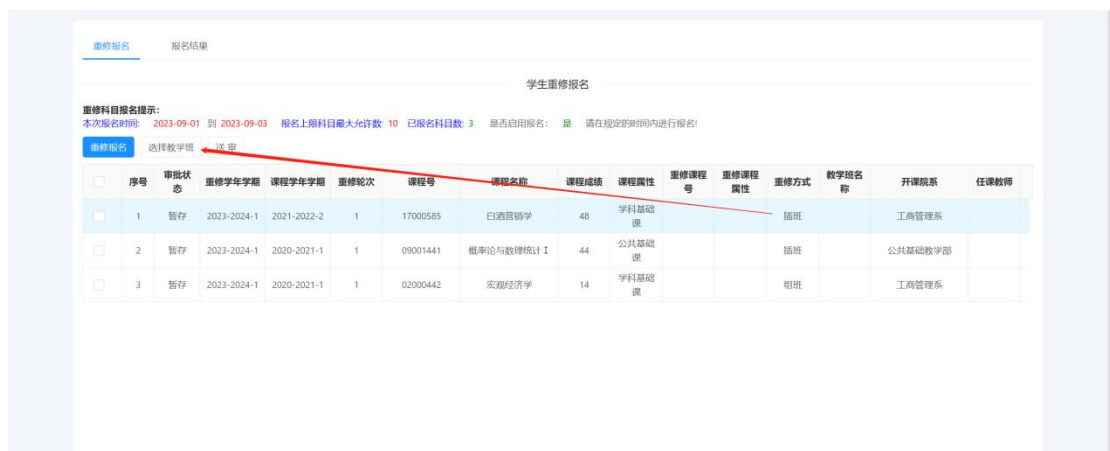 重修报名 报名结果
学生重修报名
重修科目报名提示:
本次报名时间: 2023-09-01 到 2023-09-03 报名上限科目最大允许数: 10 已报名科目数: 3 是否启用报名: 是 请在规定的时间内进行报名!
重修报名 选择教学班 送审
序号 审批状态 重修学年学期 课程学年学期 重修轮次 课程号 课程名称 课程成绩 课程属性 重修课程号 重修课程属性 重修方式 教学班名称 开课院系 任课教师
1 暂存 2023-2024-1 2021-2022-2 1 17000585 白酒营销学 48 学科基础课 插班 工商管理系
2 暂存 2023-2024-1 2020-2021-1 1 09001441 概率论与数理统计 I 44 公共基础课 插班 公共基础教学部
3 暂存 2023-2024-1 2020-2021-1 1 02000442 宏观经济学 14 学科基础课 组班 工商管理系